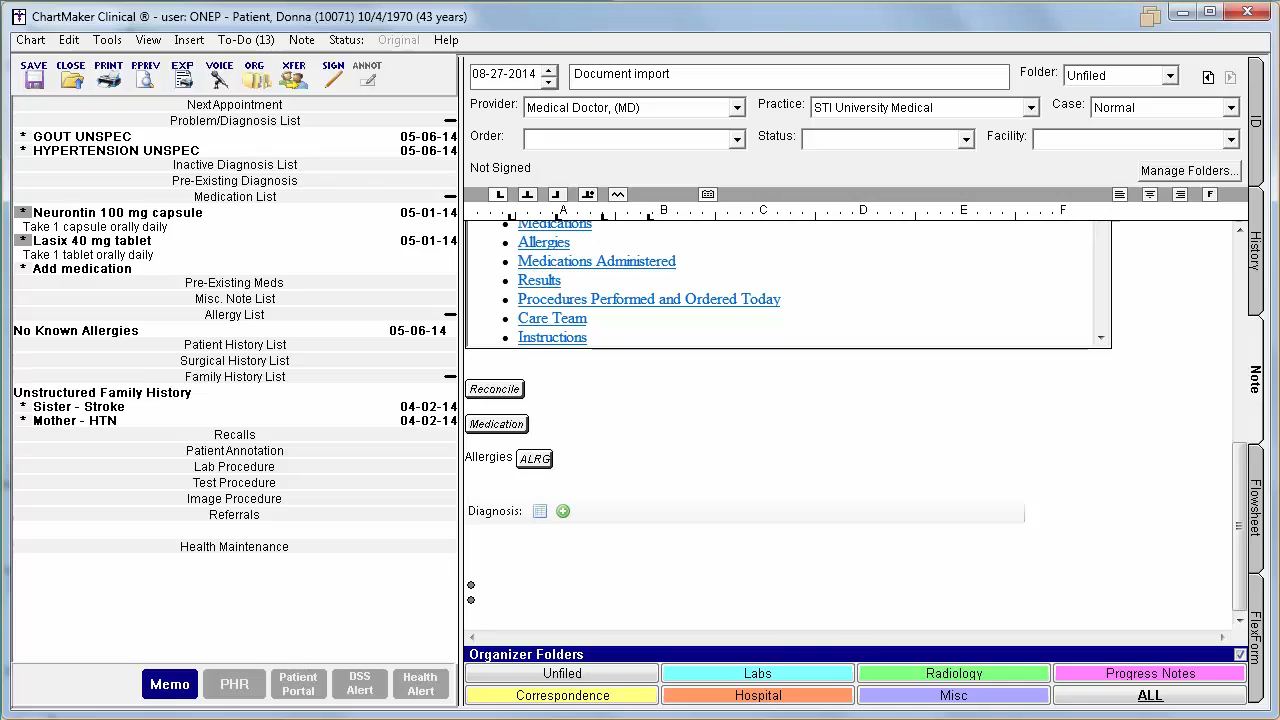 ChartMaker Clinical ® - user: ONEP - Patient, Donna (10071) 10/4/1970 (43 years)
Chart Edit Tools View Insert To-Do (13) Note Status: Original Help
SAVE CLOSE PRINT PPREV EXP VOICE ORG XFER SIGN ANNOT
Next Appointment
Problem/Diagnosis List
* GOUT UNSPEC 05-06-14
* HYPERTENSION UNSPEC 05-06-14
Inactive Diagnosis List
Pre-Existing Diagnosis
Medication List
* Neurontin 100 mg capsule 05-01-14
Take 1 capsule orally daily
* Lasix 40 mg tablet 05-01-14
Take 1 tablet orally daily
* Add medication
Pre-Existing Meds
Misc. Note List
Allergy List
No Known Allergies 05-06-14
Patient History List
Surgical History List
Family History List
Unstructured Family History
* Sister - Stroke 04-02-14
* Mother - HTN 04-02-14
Recalls
Patient Annotation
Lab Procedure
Test Procedure
Image Procedure
Referrals
Health Maintenance
Memo
PHR
Patient Portal
DSS Alert
Health Alert
08-27-2014 Document import Folder: Unfiled
Provider: Medical Doctor, (MD) Practice: STI University Medical Case: Normal
Order: Status: Facility:
Not Signed
Manage Folders...
F
A B C D E F
Medications
Allergies
Medications Administered
Results
Procedures Performed and Ordered Today
Care Team
Instructions
Reconcile
Medication
Allergies ALRG
Diagnosis:
Organizer Folders
Unfiled Labs Radiology Progress Notes
Correspondence Hospital Misc ALL
ID
History
Note
Flowsheet
FlexForm